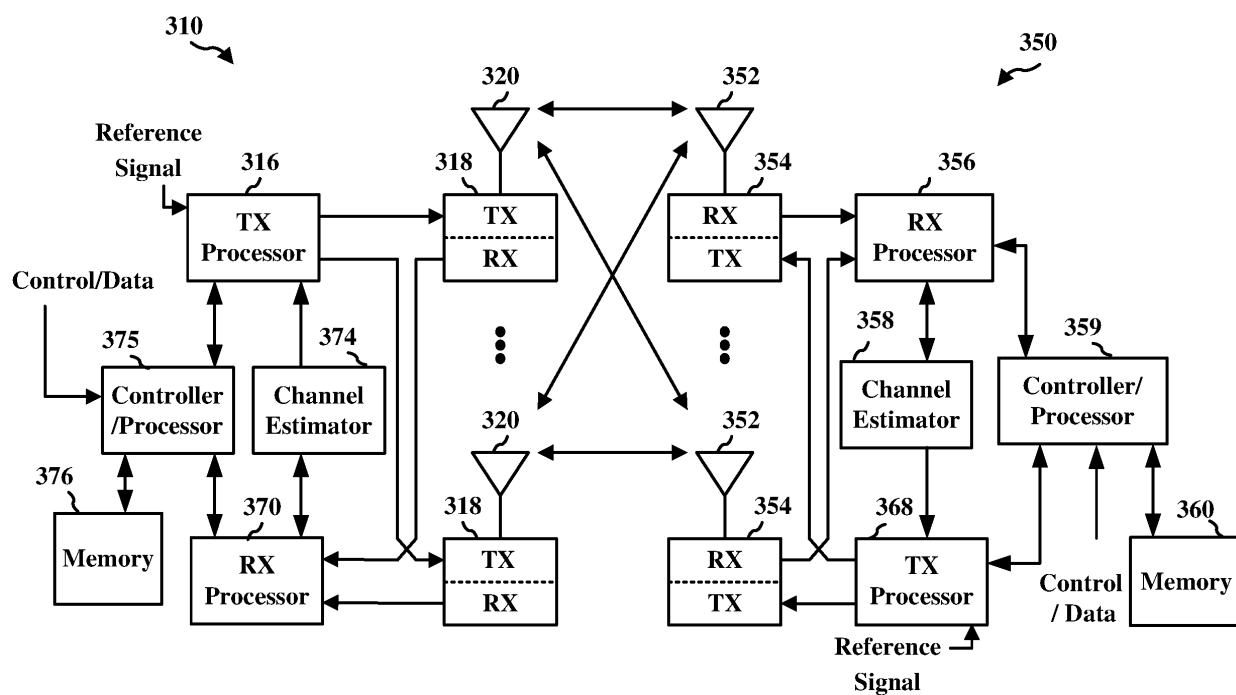 310
350
320
352
Reference
Signal
316
318
354
356
TX
Processor
TX
RX
RX
TX
RX
Processor
Control/Data
375
374
358
359
Controller
/Processor
Channel
Estimator
Channel
Estimator
Controller/
Processor
320
352
376
370
318
354
368
360
Memory
RX
Processor
TX
RX
RX
TX
TX
Processor
Control
/ Data
Memory
Reference
Signal